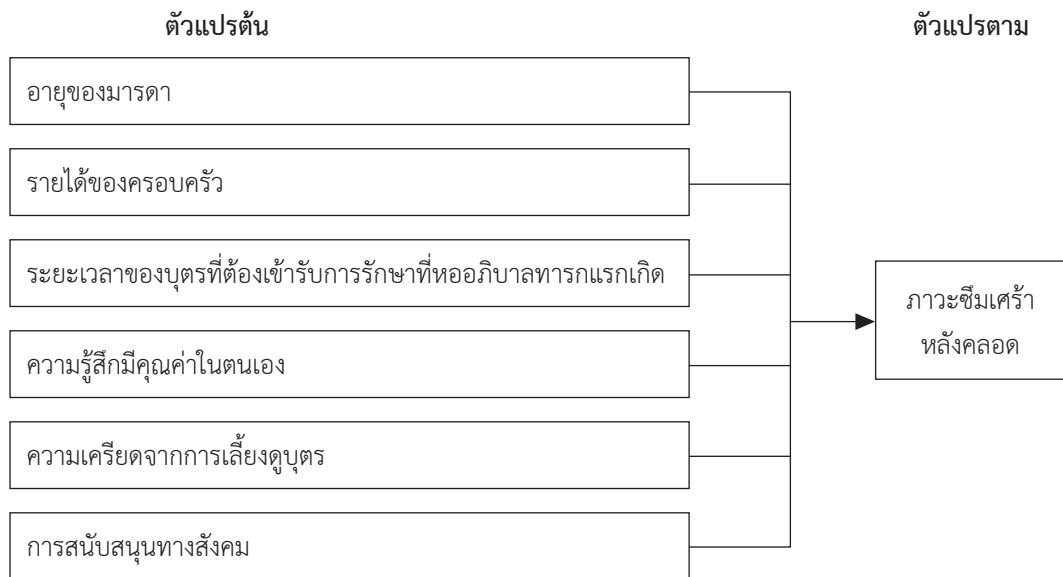 ตัวแปรต้น
ตัวแปรตาม
อายุของมารดา
รายได้ของครอบครัว
ระยะเวลาของบุตรที่ต้องเข้ารับการรักษาที่หออภิบาลทารกแรกเกิด
ความรู้สึกมีคุณค่าในตนเอง
ความเครียดจากการเลี้ยงดูบุตร
การสนับสนุนทางสังคม
ภาวะซึมเศร้า
หลังคลอด